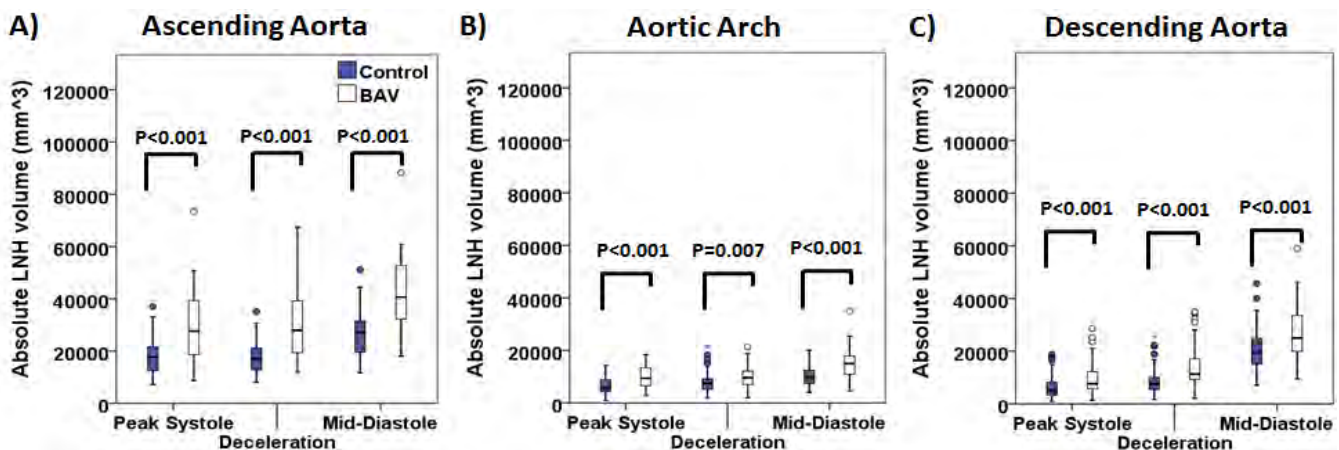 A) Ascending Aorta
Absolute LNH volume (mm^3)
120000
100000
80000
60000
40000
20000
0
Control
BAV
P<0.001 P<0.001 P<0.001
Peak Systole Mid-Diastole
Deceleration
B) Aortic Arch
Absolute LNH volume (mm^3)
120000
100000
80000
60000
40000
20000
0
P<0.001 P=0.007 P<0.001
Peak Systole Mid-Diastole
Deceleration
C) Descending Aorta
Absolute LNH volume (mm^3)
120000
100000
80000
60000
40000
20000
0
P<0.001 P<0.001 P<0.001
Peak Systole Mid-Diastole
Deceleration